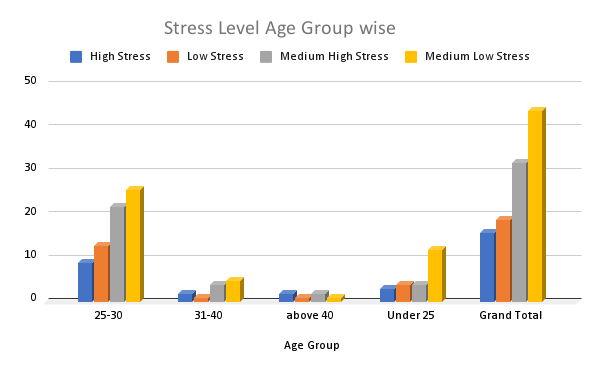 Stress Level Age Group wise
High Stress Low Stress Medium High Stress Medium Low Stress
50
40
30
20
10
0
25-30 31-40 above 40 Under 25 Grand Total
Age Group